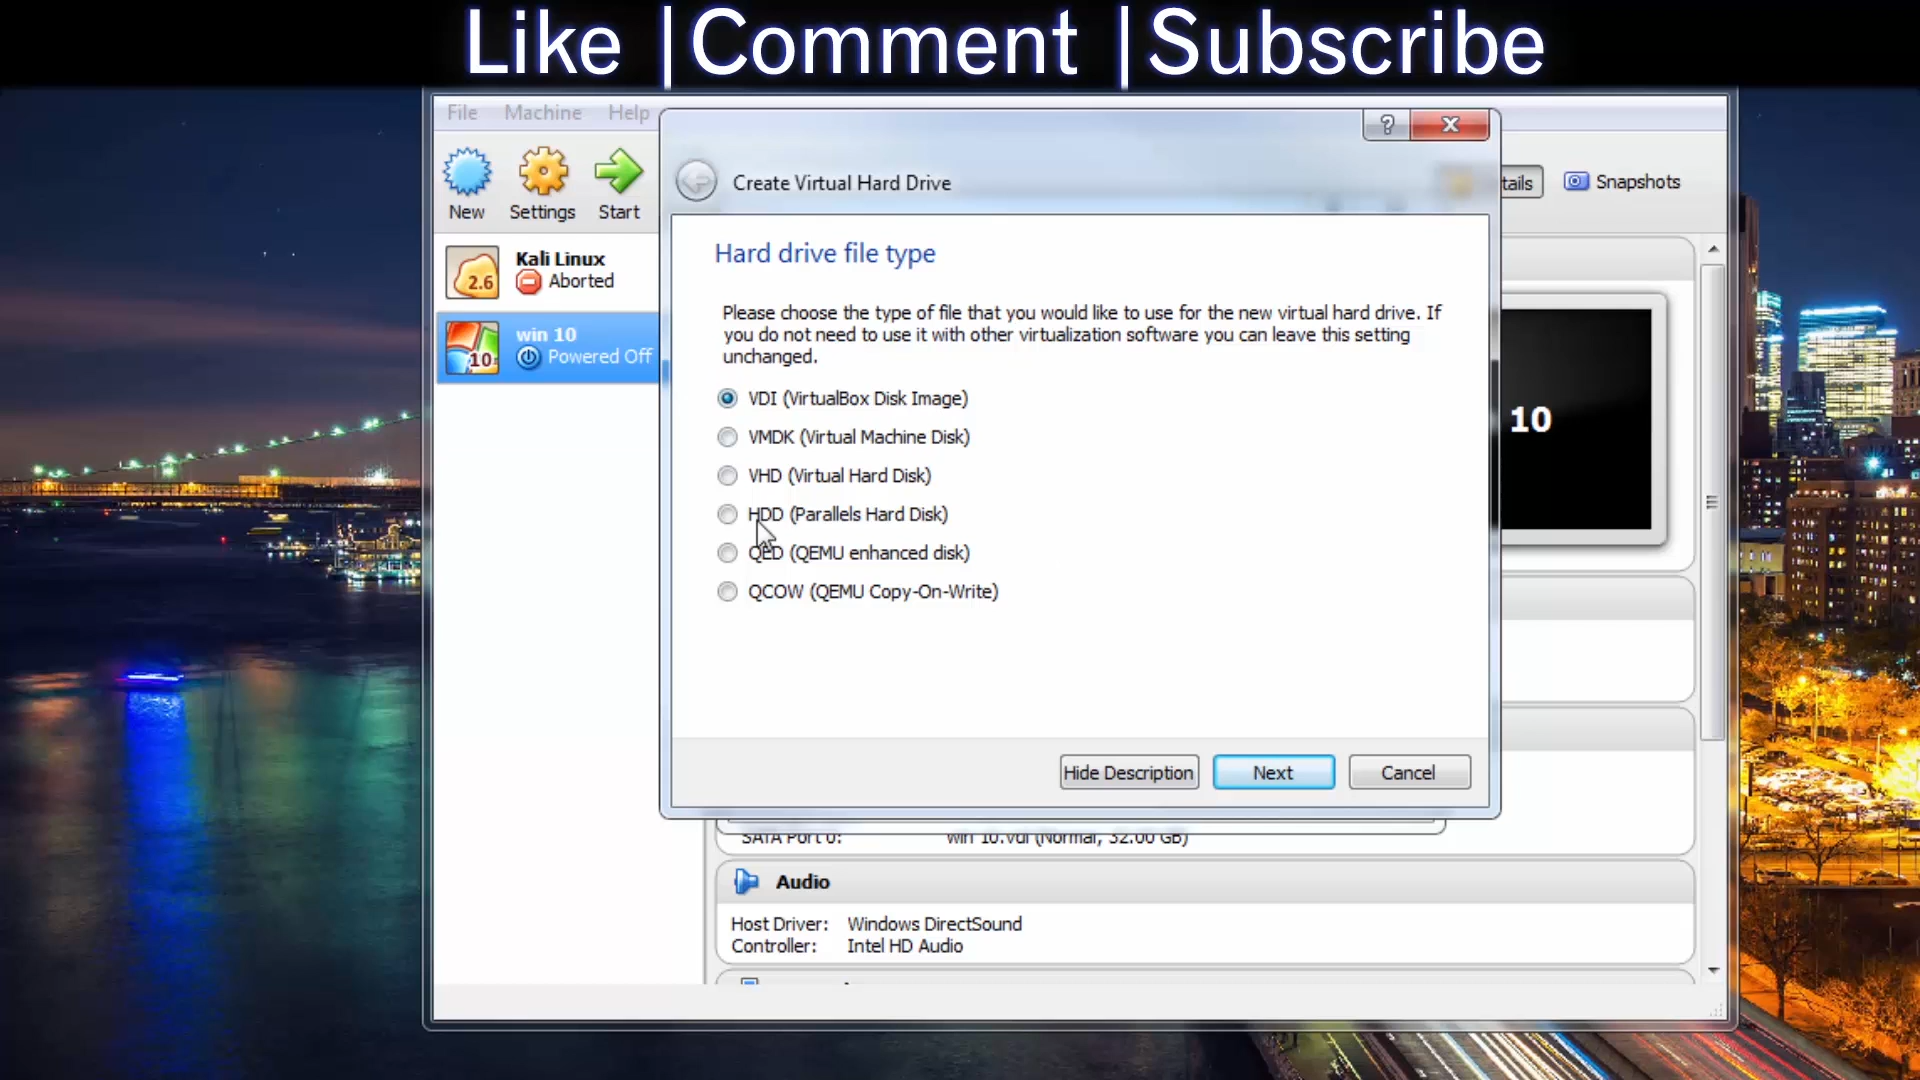 Like |Comment |Subscribe
File Machine Help
?
Create Virtual Hard Drive
New Settings Start
tails Snapshots
Hard drive file type
Kali Linux
2.6 Aborted
Please choose the type of file that you would like to use for the new virtual hard drive. If
you do not need to use it with other virtualization software you can leave this setting
unchanged.
win 10
10 Powered Off
VDI (VirtualBox Disk Image)
VMDK (Virtual Machine Disk)
VHD (Virtual Hard Disk)
HDD (Parallels Hard Disk)
QED (QEMU enhanced disk)
QCOW (QEMU Copy-On-Write)
10
Hide Description Next Cancel
SATA Port 0: win 10.vdi (Normal, 32.00 GB)
Audio
Host Driver: Windows DirectSound
Controller: Intel HD Audio